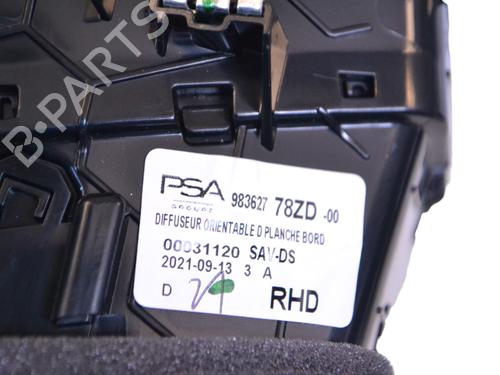 B-PARTS
PSA 983627 78ZD -00
GROUPE
DIFFUSEUR ORIENTABLE D PLANCHE BORD
00031120 SAV-DS
2021-09-13 3 A
D RHD